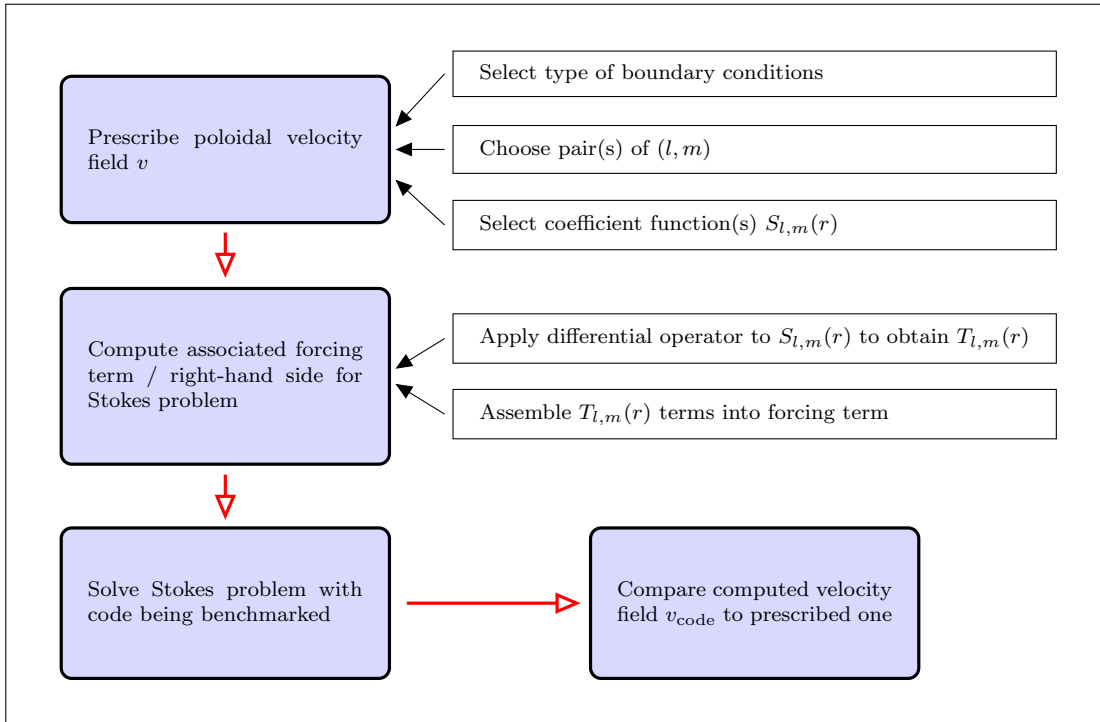 Prescribe poloidal velocity
field v
Select type of boundary conditions
Choose pair(s) of (l, m)
Select coefficient function(s) S_{l,m}(r)
Compute associated forcing
term / right-hand side for
Stokes problem
Apply differential operator to S_{l,m}(r) to obtain T_{l,m}(r)
Assemble T_{l,m}(r) terms into forcing term
Solve Stokes problem with
code being benchmarked
Compare computed velocity
field v_{code} to prescribed one